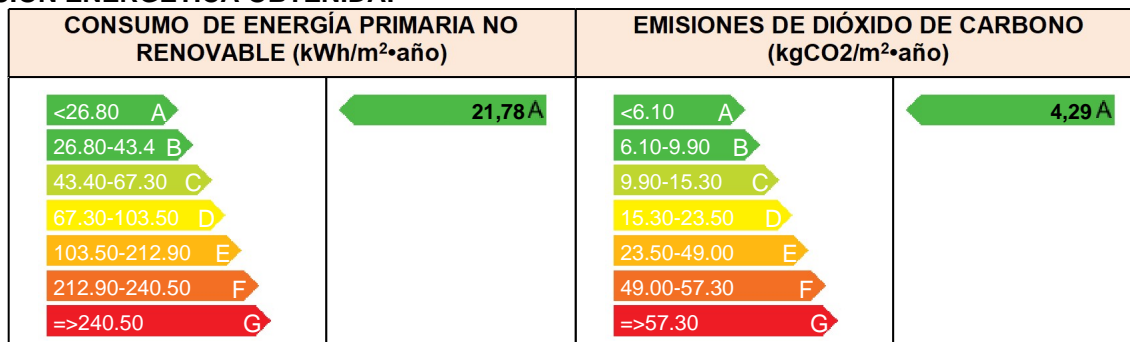 CONSUMO DE ENERGÍA PRIMARIA NO
RENOVABLE (kWh/m²•año)
EMISIONES DE DIÓXIDO DE CARBONO
(kgCO2/m²•año)
<26.80 A
26.80-43.4 B
43.40-67.30 C
67.30-103.50 D
103.50-212.90 E
212.90-240.50 F
=>240.50 G
21,78 A
<6.10 A
6.10-9.90 B
9.90-15.30 C
15.30-23.50 D
23.50-49.00 E
49.00-57.30 F
=>57.30 G
4,29 A